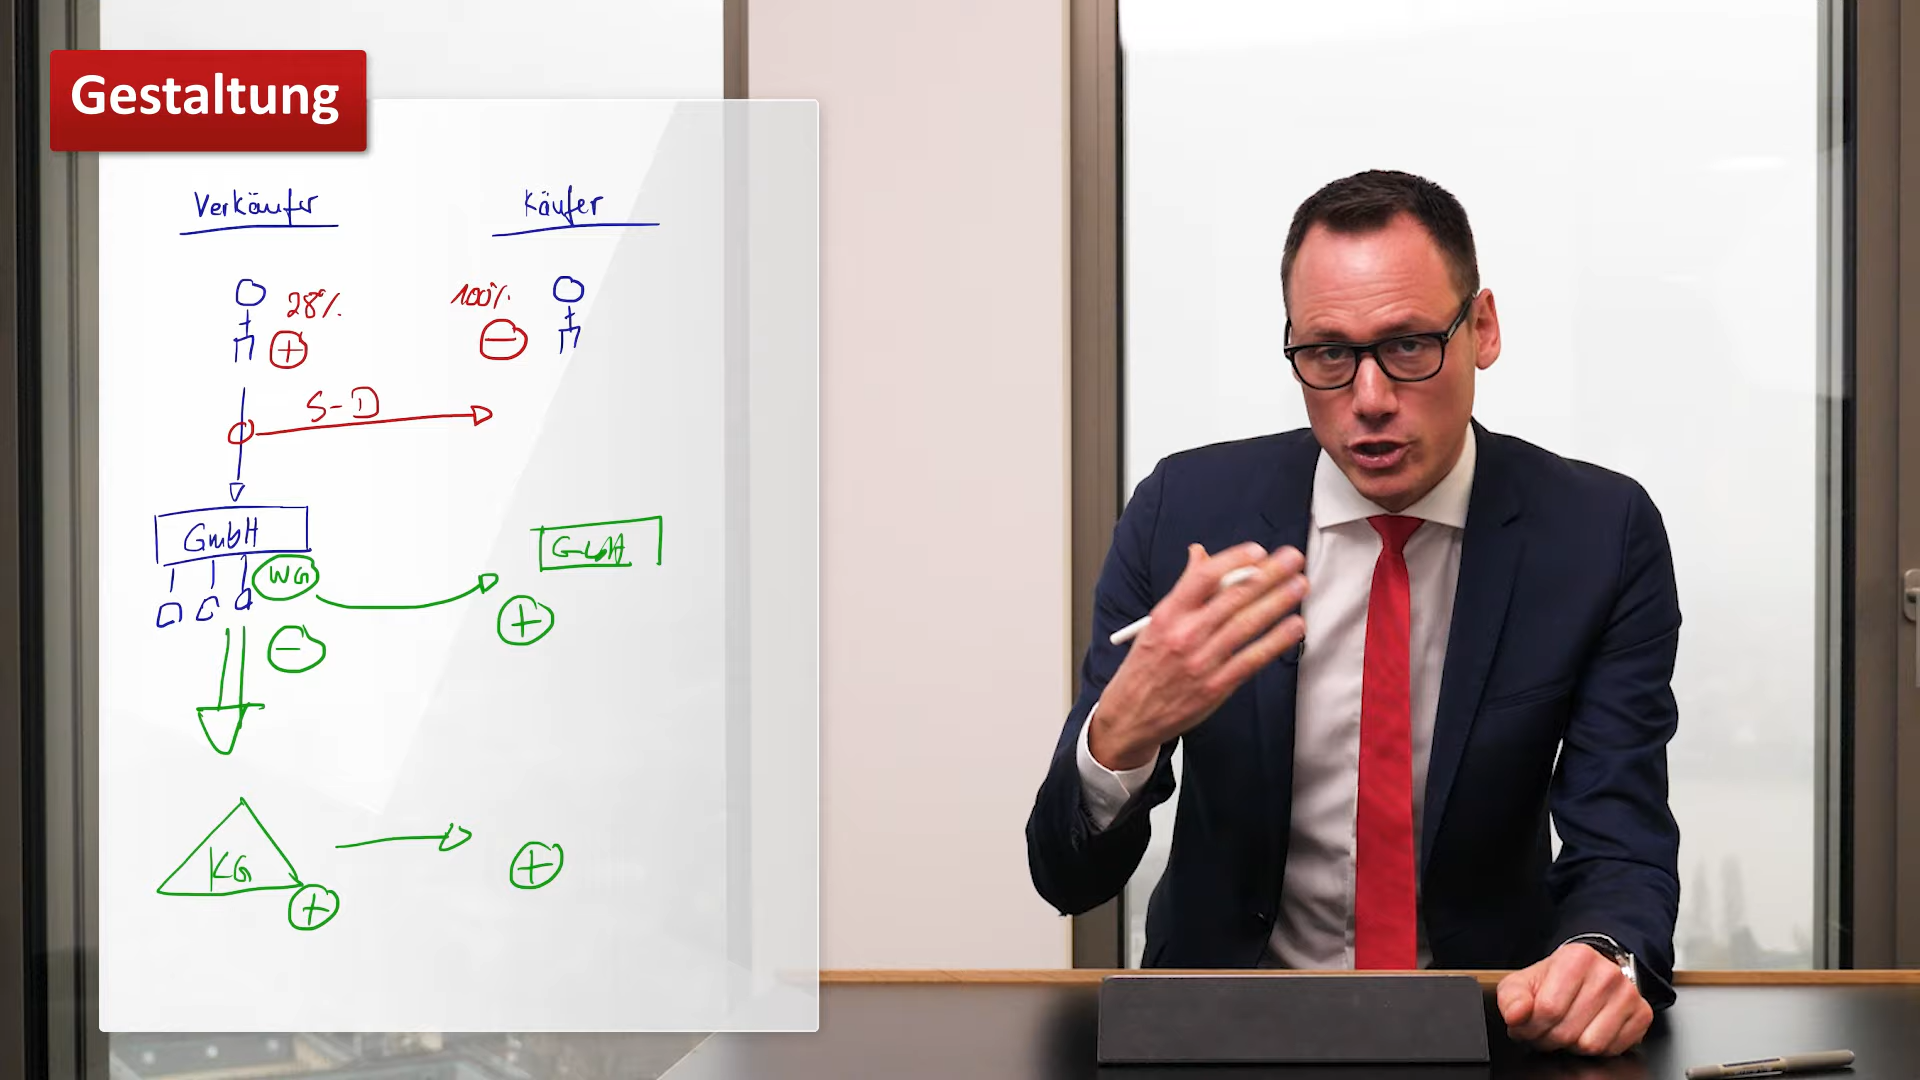 Gestaltung
Verkäufer
Käufer
28%
100%
+
−
S-D
GmbH
GmbH
WG
+
−
KG
+
+